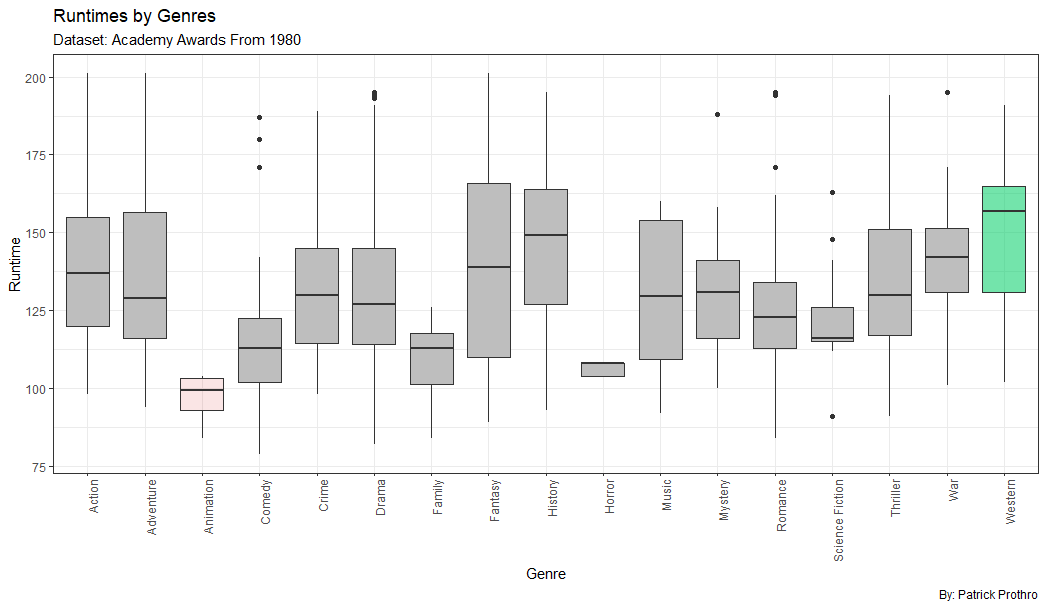 Runtimes by Genres
Dataset: Academy Awards From 1980
Runtime
200
175
150
125
100
75
Action
Adventure
Animation
Comedy
Crime
Drama
Family
Fantasy
History
Horror
Music
Mystery
Romance
Science Fiction
Thriller
War
Western
Genre
By: Patrick Prothro